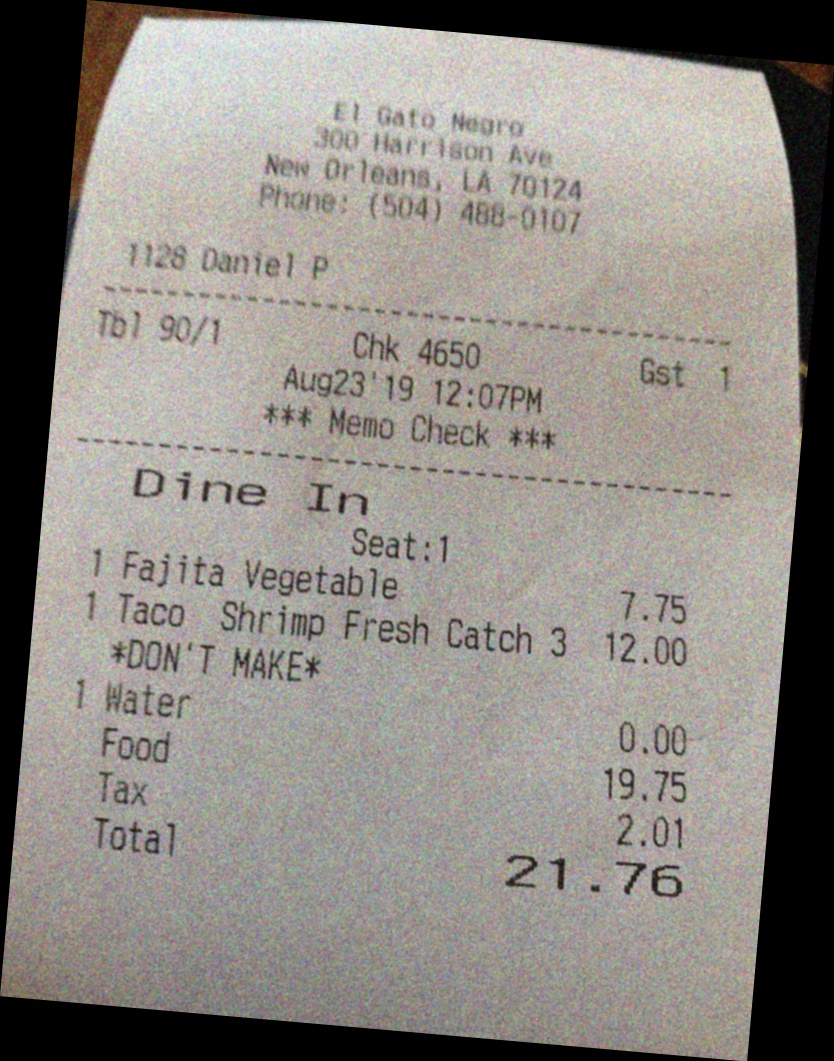 El Gato Negro
300 Harrison Ave
New Orleans, LA 70124
Phone: (504) 488-0107
1128 Daniel P
Tbl 90/1 Chk 4650 Gst 1
Aug23'19 12:07PM
*** Memo Check ***
Dine In
Seat:1
1 Fajita Vegetable 7.75
1 Taco Shrimp Fresh Catch 3 12.00
*DON'T MAKE*
1 Water 0.00
Food 19.75
Tax 2.01
Total 21.76